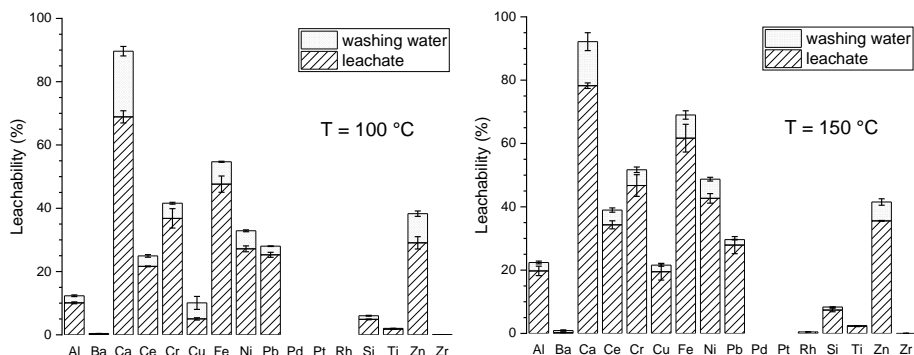 100
80
60
40
20
0
Leachability (%)
washing water
leachate
T = 100 °C
Al Ba Ca Ce Cr Cu Fe Ni Pb Pd Pt Rh Si Ti Zn Zr
100
80
60
40
20
0
Leachability (%)
washing water
leachate
T = 150 °C
Al Ba Ca Ce Cr Cu Fe Ni Pb Pd Pt Rh Si Ti Zn Zr